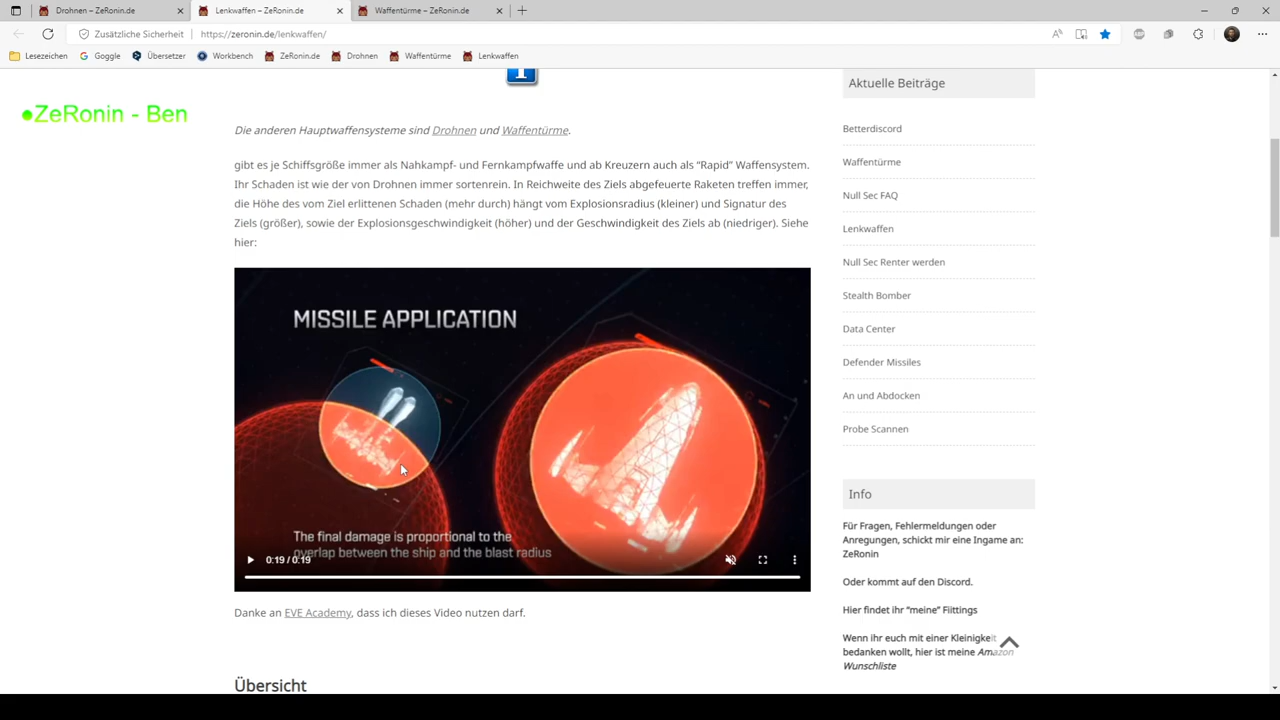 Drohnen – ZeRonin.de
Lenkwaffen – ZeRonin.de
Waffentürme – ZeRonin.de
Zusätzliche Sicherheit
https://zeronin.de/lenkwaffen/
Lesezeichen
Goggle
Übersetzer
Workbench
ZeRonin.de
Drohnen
Waffentürme
Lenkwaffen
ZeRonin - Ben
Die anderen Hauptwaffensysteme sind Drohnen und Waffentürme.
gibt es je Schiffsgröße immer als Nahkampf- und Fernkampfwaffe und ab Kreuzern auch als “Rapid” Waffensystem.
Ihr Schaden ist wie der von Drohnen immer sortenrein. In Reichweite des Ziels abgefeuerte Raketen treffen immer,
die Höhe des vom Ziel erlittenen Schaden (mehr durch) hängt vom Explosionsradius (kleiner) und Signatur des
Ziels (größer), sowie der Explosionsgeschwindigkeit (höher) und der Geschwindigkeit des Ziels ab (niedriger). Siehe
hier:
MISSILE APPLICATION
The final damage is proportional to the
overlap between the ship and the blast radius
0:19 / 0:19
Danke an EVE Academy, dass ich dieses Video nutzen darf.
Übersicht
Aktuelle Beiträge
Betterdiscord
Waffentürme
Null Sec FAQ
Lenkwaffen
Null Sec Renter werden
Stealth Bomber
Data Center
Defender Missiles
An und Abdocken
Probe Scannen
Info
Für Fragen, Fehlermeldungen oder
Anregungen, schickt mir eine Ingame an:
ZeRonin
Oder kommt auf den Discord.
Hier findet ihr “meine” Fiittings
Wenn ihr euch mit einer Kleinigkeit
bedanken wollt, hier ist meine Amazon
Wunschliste